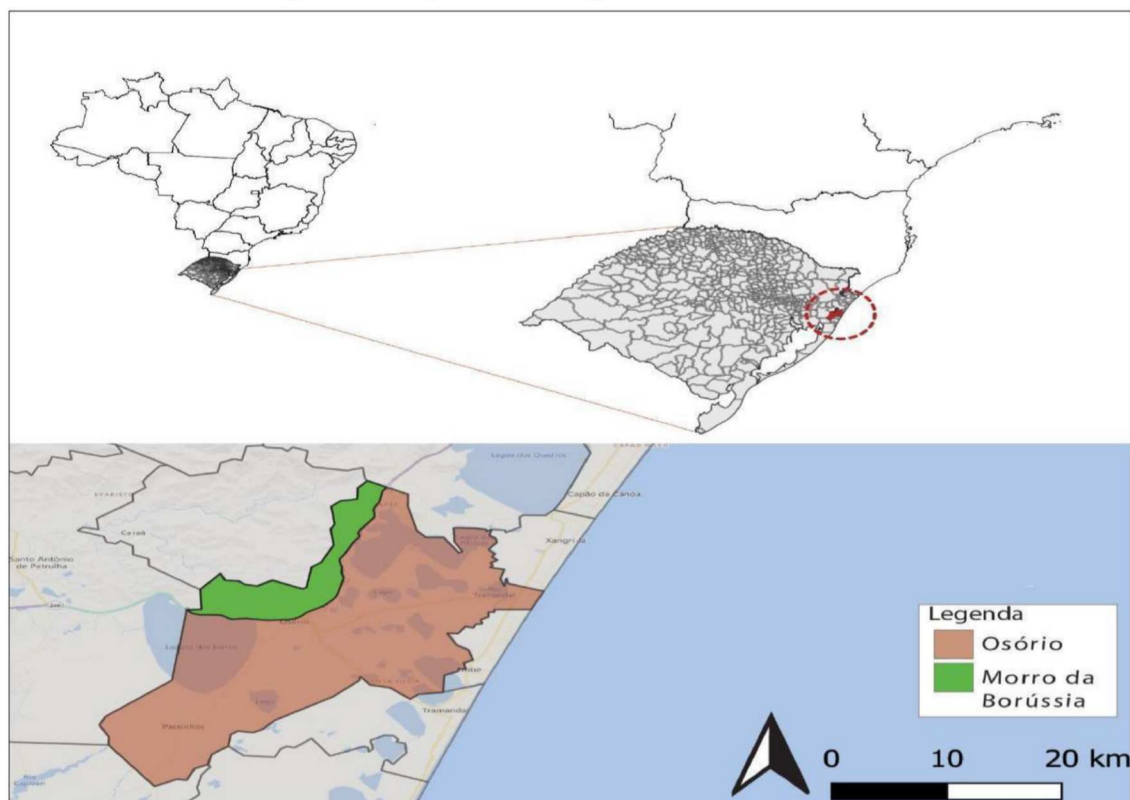 Lagoa dos Quadros
Capão da Canoa
Caraá
Xangri-lá
Santo Antônio
de Patrulha
Tramandaí
Osório
Lagoa dos Barros
Tramandaí
Passinhos
Legenda
Osório
Morro da
Borússia
0 10 20 km